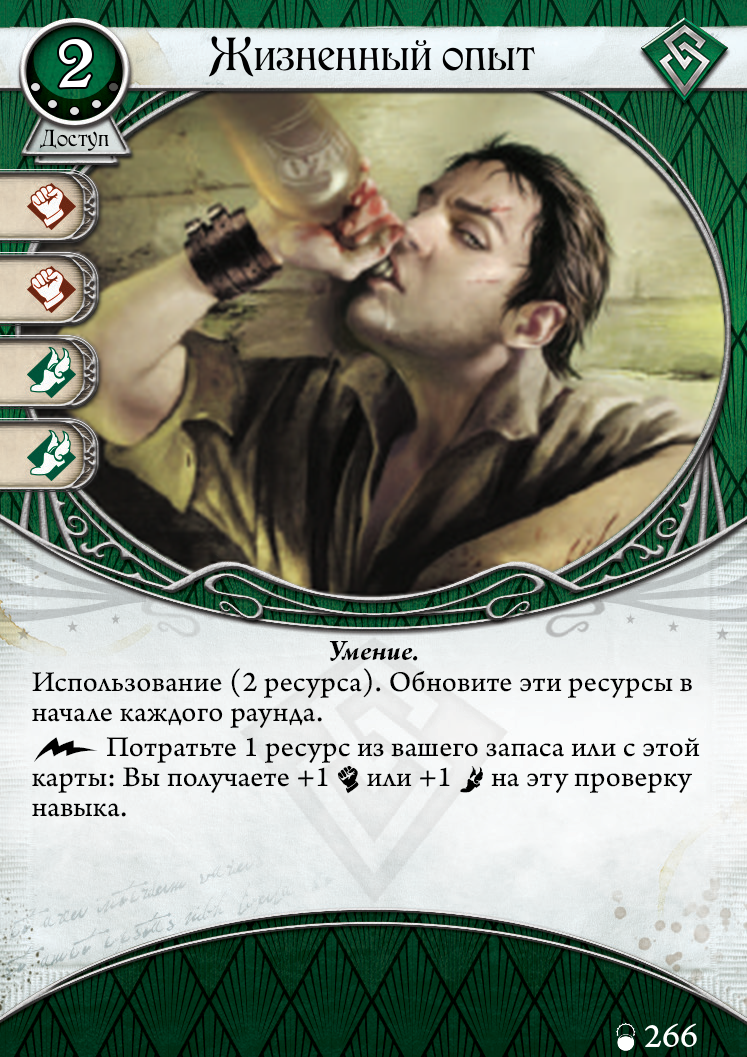 2
Жизненный опыт
Доступ
Умение.
Использование (2 ресурса). Обновите эти ресурсы в
начале каждого раунда.
Потратьте 1 ресурс из вашего запаса или с этой
карты: Вы получаете +1 или +1 на эту проверку
навыка.
266